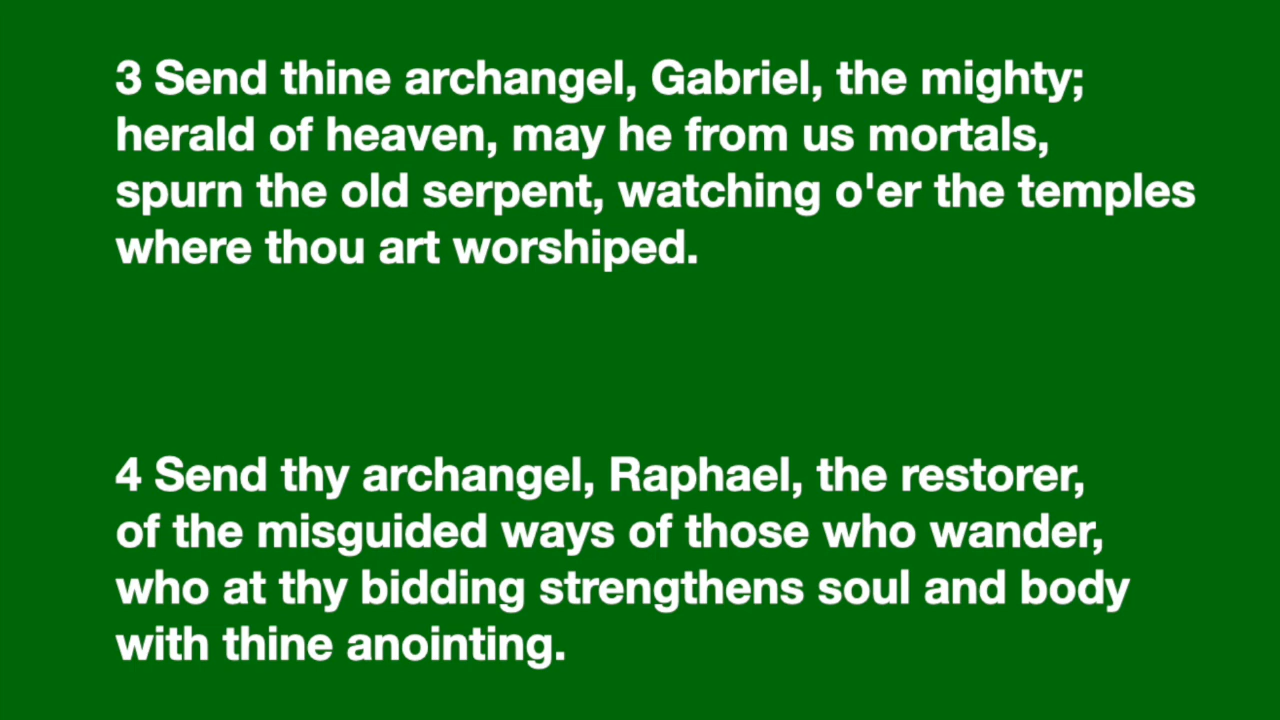 3 Send thine archangel, Gabriel, the mighty;
herald of heaven, may he from us mortals,
spurn the old serpent, watching o'er the temples
where thou art worshiped.
4 Send thy archangel, Raphael, the restorer,
of the misguided ways of those who wander,
who at thy bidding strengthens soul and body
with thine anointing.